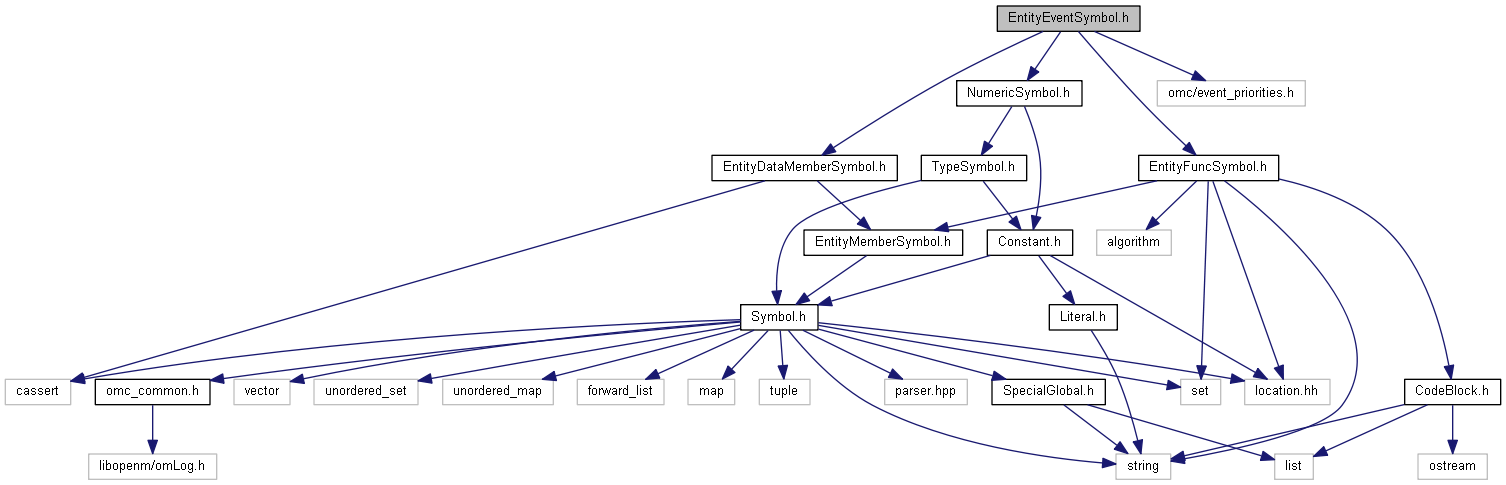 EntityEventSymbol.h
NumericSymbol.h
omc/event_priorities.h
EntityDataMemberSymbol.h
TypeSymbol.h
EntityFuncSymbol.h
EntityMemberSymbol.h
Constant.h
algorithm
Symbol.h
Literal.h
cassert
omc_common.h
vector
unordered_set
unordered_map
forward_list
map
tuple
parser.hpp
SpecialGlobal.h
set
location.hh
CodeBlock.h
libopenm/omLog.h
string
list
ostream